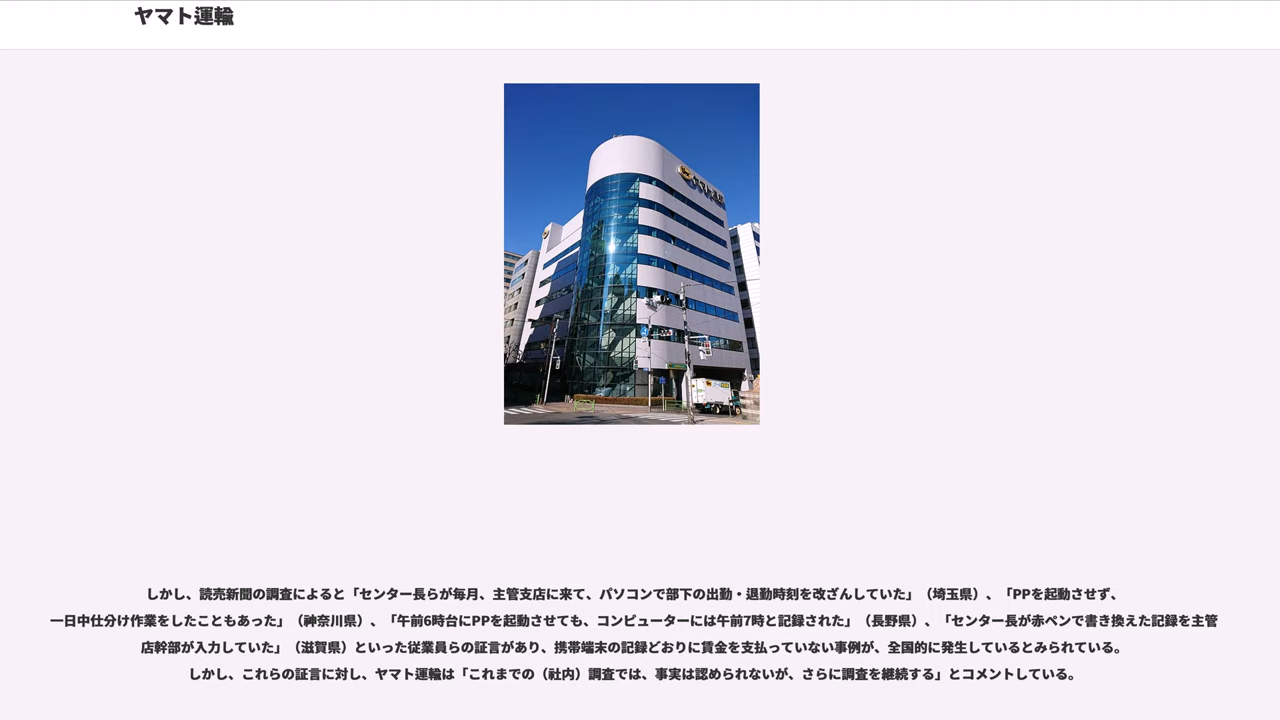 ヤマト運輸
しかし、読売新聞の調査によると「センター長らが毎月、主管支店に来て、パソコンで部下の出勤・退勤時刻を改ざんしていた」（埼玉県）、「PPを起動させず、
一日中仕分け作業をしたこともあった」（神奈川県）、「午前6時台にPPを起動させても、コンピューターには午前7時と記録された」（長野県）、「センター長が赤ペンで書き換えた記録を主管
店幹部が入力していた」（滋賀県）といった従業員らの証言があり、携帯端末の記録どおりに賃金を支払っていない事例が、全国的に発生しているとみられている。
しかし、これらの証言に対し、ヤマト運輸は「これまでの（社内）調査では、事実は認められないが、さらに調査を継続する」とコメントしている。